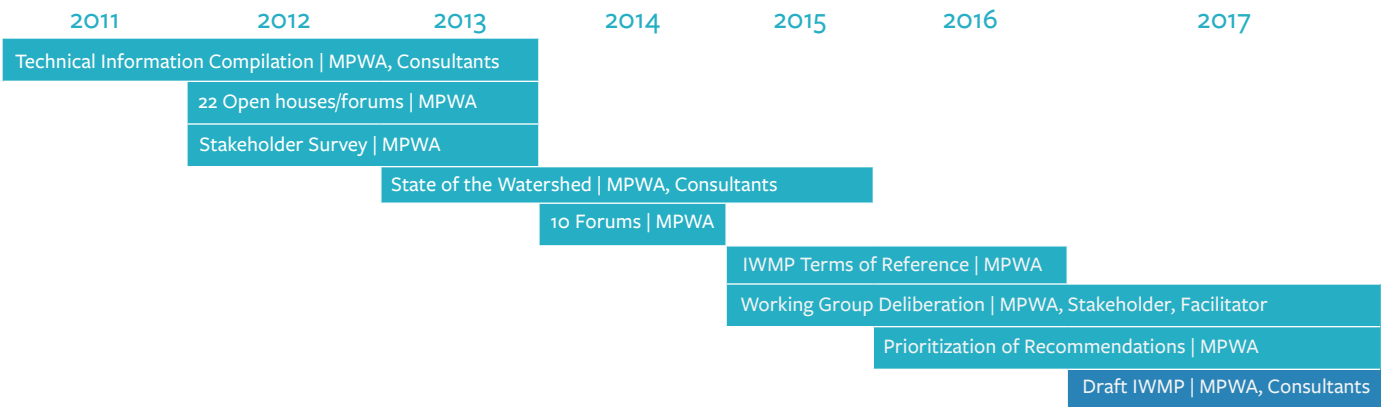 2011 2012 2013 2014 2015 2016 2017
Technical Information Compilation | MPWA, Consultants
22 Open houses/forums | MPWA
Stakeholder Survey | MPWA
State of the Watershed | MPWA, Consultants
10 Forums | MPWA
IWMP Terms of Reference | MPWA
Working Group Deliberation | MPWA, Stakeholder, Facilitator
Prioritization of Recommendations | MPWA
Draft IWMP | MPWA, Consultants